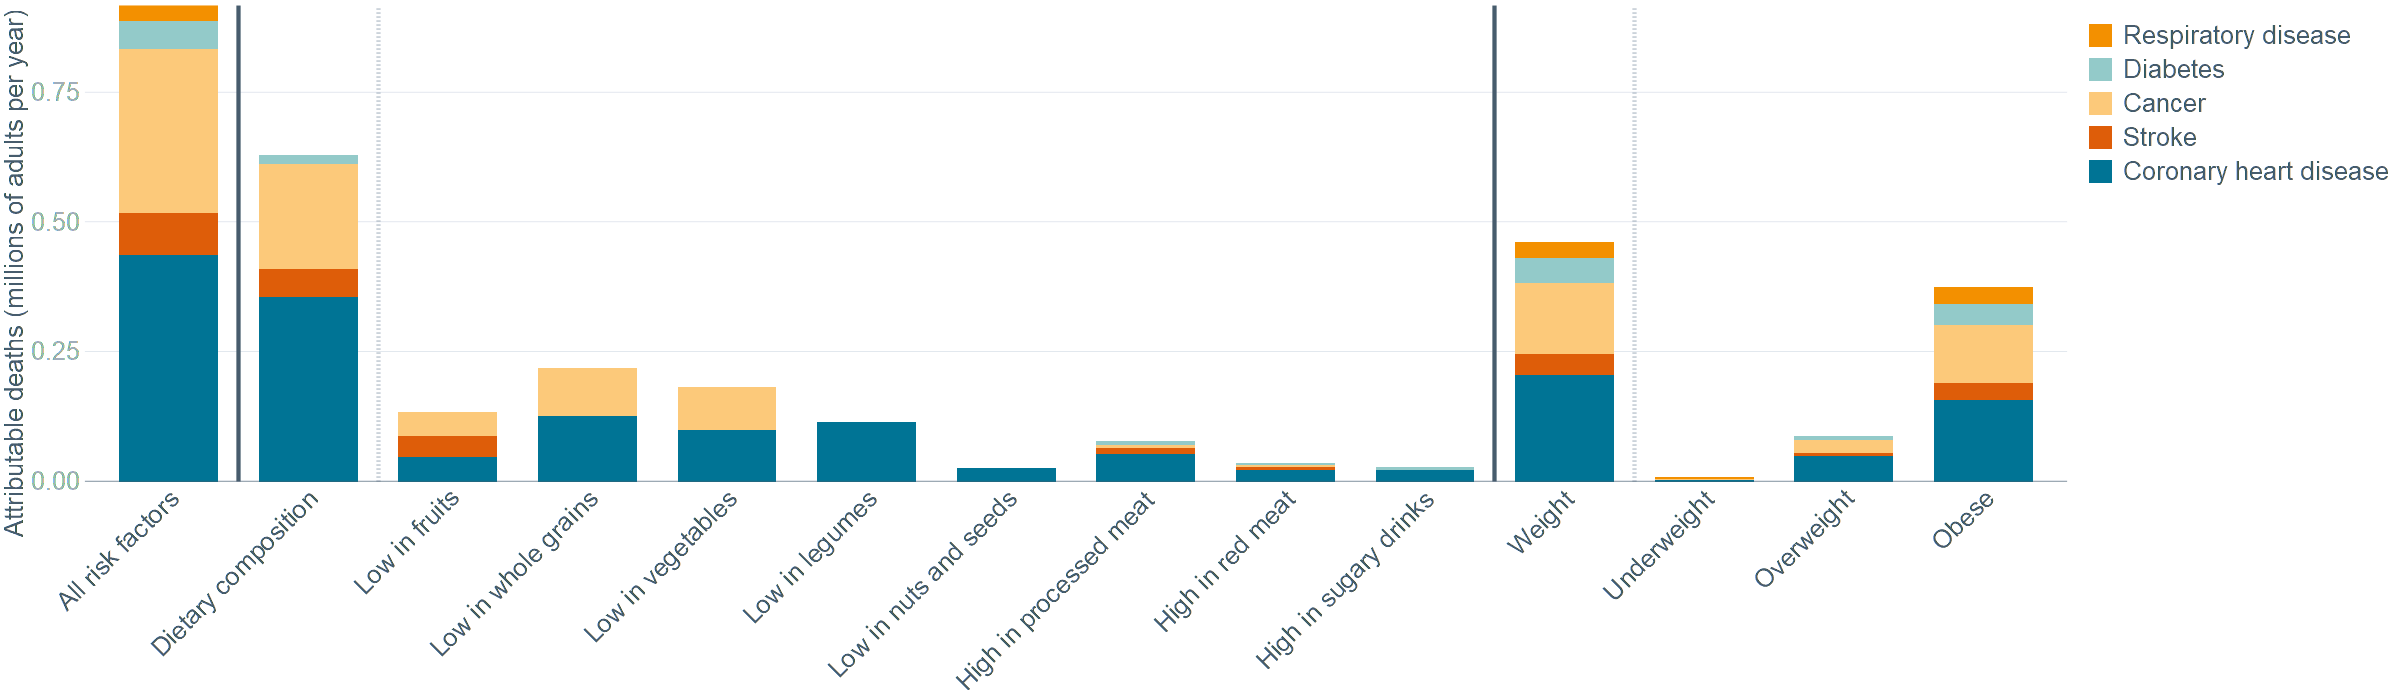 Attributable deaths (millions of adults per year)
0.75
0.50
0.25
0.00
All risk factors
Dietary composition
Low in fruits
Low in whole grains
Low in vegetables
Low in legumes
Low in nuts and seeds
High in processed meat
High in red meat
High in sugary drinks
Weight
Underweight
Overweight
Obese
Respiratory disease
Diabetes
Cancer
Stroke
Coronary heart disease